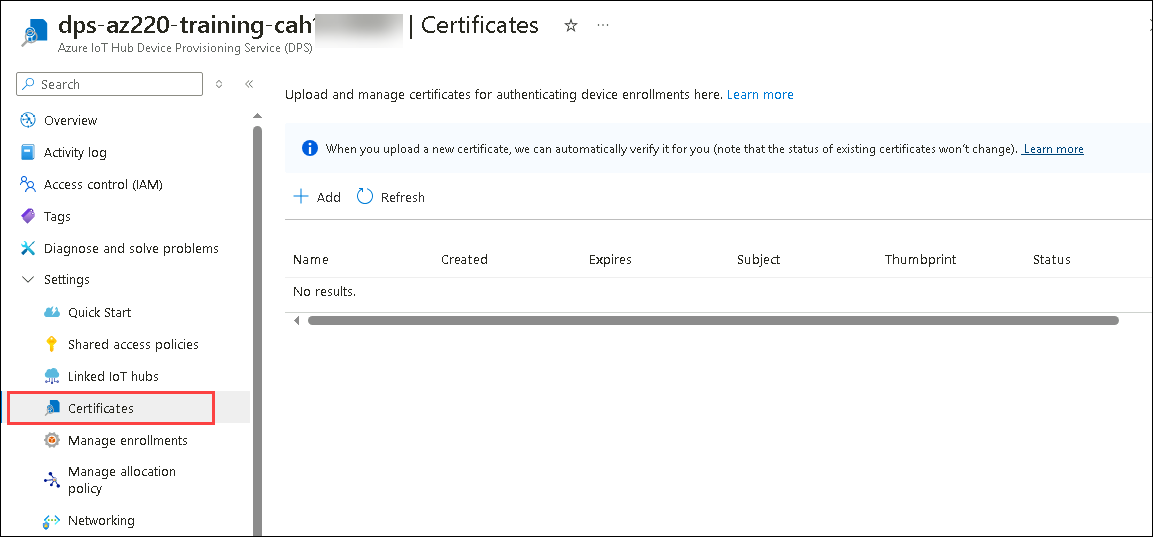 dps-az220-training-cah | Certificates
Azure IoT Hub Device Provisioning Service (DPS)
Search
Overview
Activity log
Access control (IAM)
Tags
Diagnose and solve problems
Settings
Quick Start
Shared access policies
Linked IoT hubs
Certificates
Manage enrollments
Manage allocation
policy
Networking
Upload and manage certificates for authenticating device enrollments here. Learn more
When you upload a new certificate, we can automatically verify it for you (note that the status of existing certificates won't change). Learn more
Add Refresh
Name Created Expires Subject Thumbprint Status
No results.